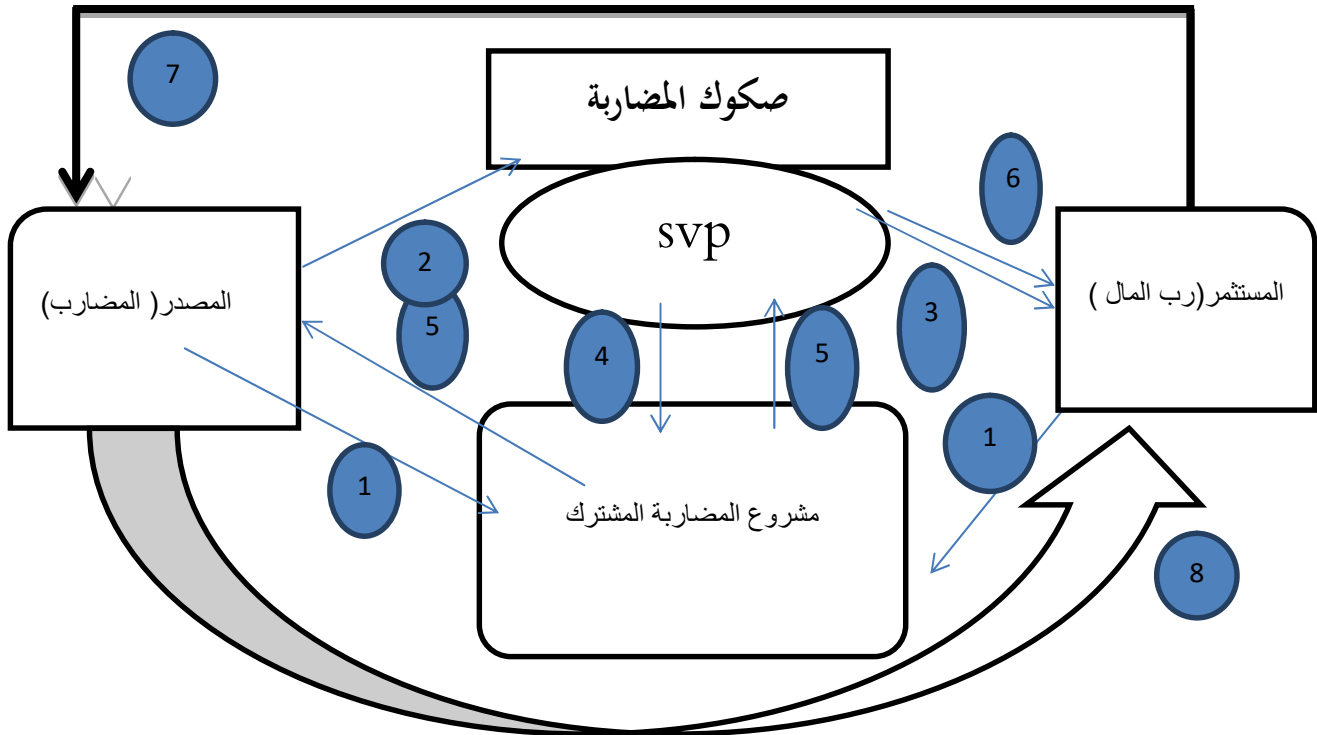 7
صكوك المضاربة
6
svp
2
المصدر( المضارب)
المستثمر(رب المال )
3
5
4
5
1
1
مشروع المضاربة المشترك
8